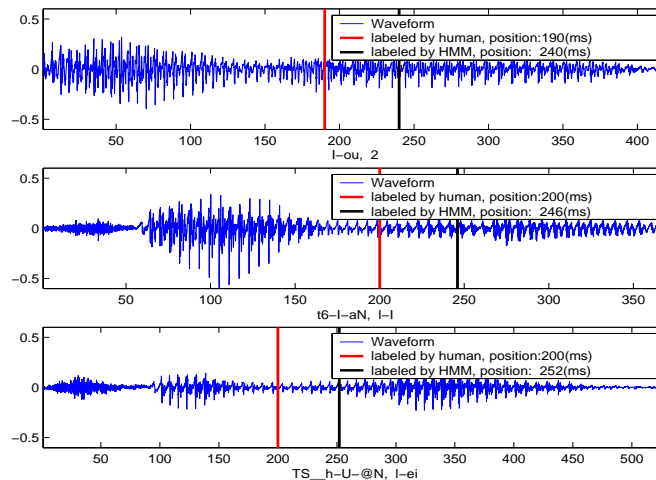 0.5
0
−0.5
Waveform
labeled by human, position:190(ms)
labeled by HMM, position: 240(ms)
50 100 150 200 250 300 350 400
I−ou, 2
0.5
0
−0.5
Waveform
labeled by human, position:200(ms)
labeled by HMM, position: 246(ms)
50 100 150 200 250 300 350
t6−I−aN, I−I
0.5
0
−0.5
Waveform
labeled by human, position:200(ms)
labeled by HMM, position: 252(ms)
50 100 150 200 250 300 350 400 450 500
TS__h−U−@N, I−ei